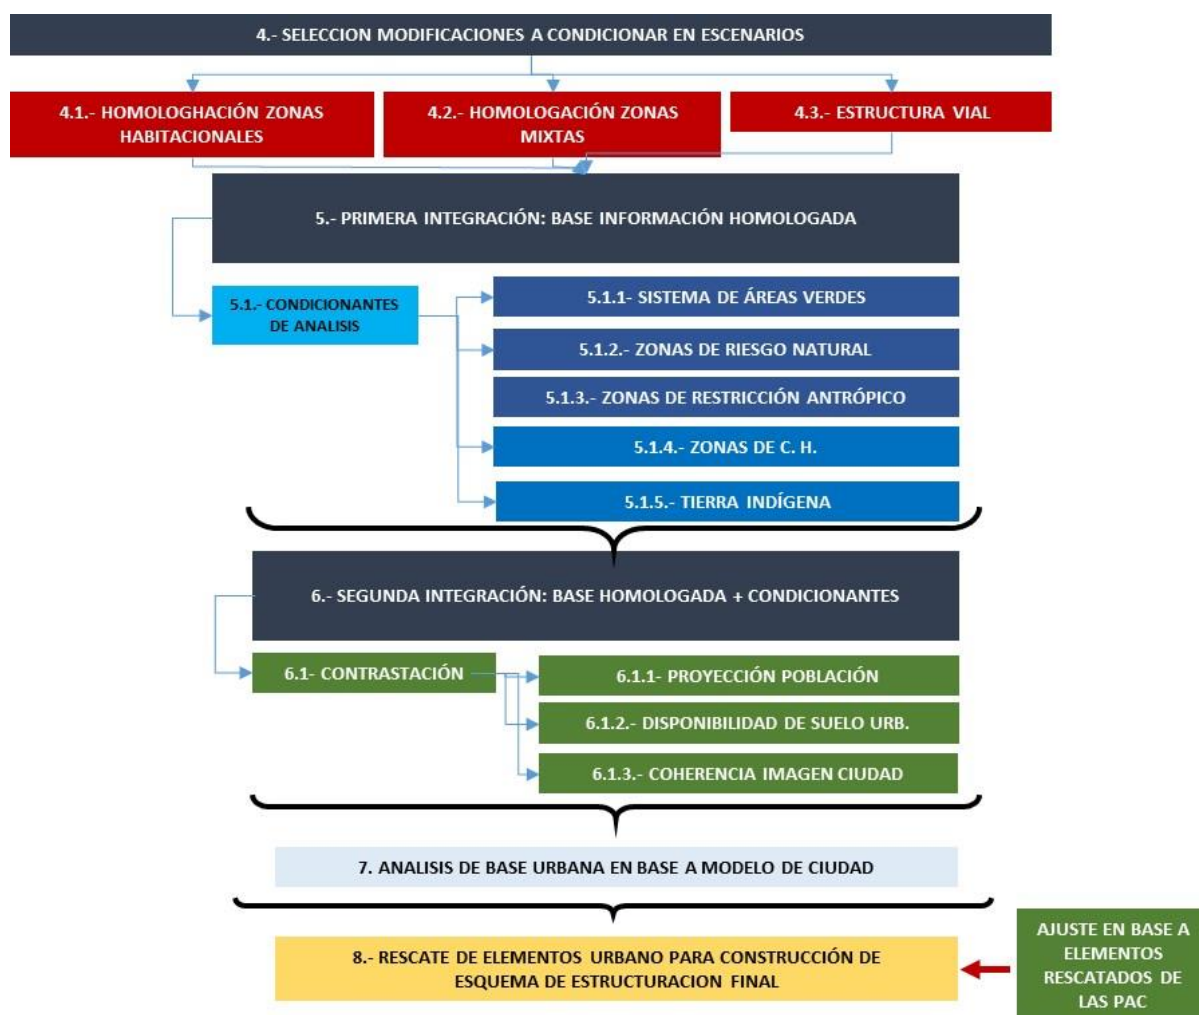 4.- SELECCION MODIFICACIONES A CONDICIONAR EN ESCENARIOS
4.1.- HOMOLOGHACIÓN ZONAS
HABITACIONALES
4.2.- HOMOLOGACIÓN ZONAS
MIXTAS
4.3.- ESTRUCTURA VIAL
5.- PRIMERA INTEGRACIÓN: BASE INFORMACIÓN HOMOLOGADA
5.1.- CONDICIONANTES
DE ANALISIS
5.1.1- SISTEMA DE ÁREAS VERDES
5.1.2.- ZONAS DE RIESGO NATURAL
5.1.3.- ZONAS DE RESTRICCIÓN ANTRÓPICO
5.1.4.- ZONAS DE C. H.
5.1.5.- TIERRA INDÍGENA
6.- SEGUNDA INTEGRACIÓN: BASE HOMOLOGADA + CONDICIONANTES
6.1- CONTRASTACIÓN
6.1.1- PROYECCIÓN POBLACIÓN
6.1.2.- DISPONIBILIDAD DE SUELO URB.
6.1.3.- COHERENCIA IMAGEN CIUDAD
7. ANALISIS DE BASE URBANA EN BASE A MODELO DE CIUDAD
8.- RESCATE DE ELEMENTOS URBANO PARA CONSTRUCCIÓN DE
ESQUEMA DE ESTRUCTURACION FINAL
AJUSTE EN BASE A
ELEMENTOS
RESCATADOS DE
LAS PAC